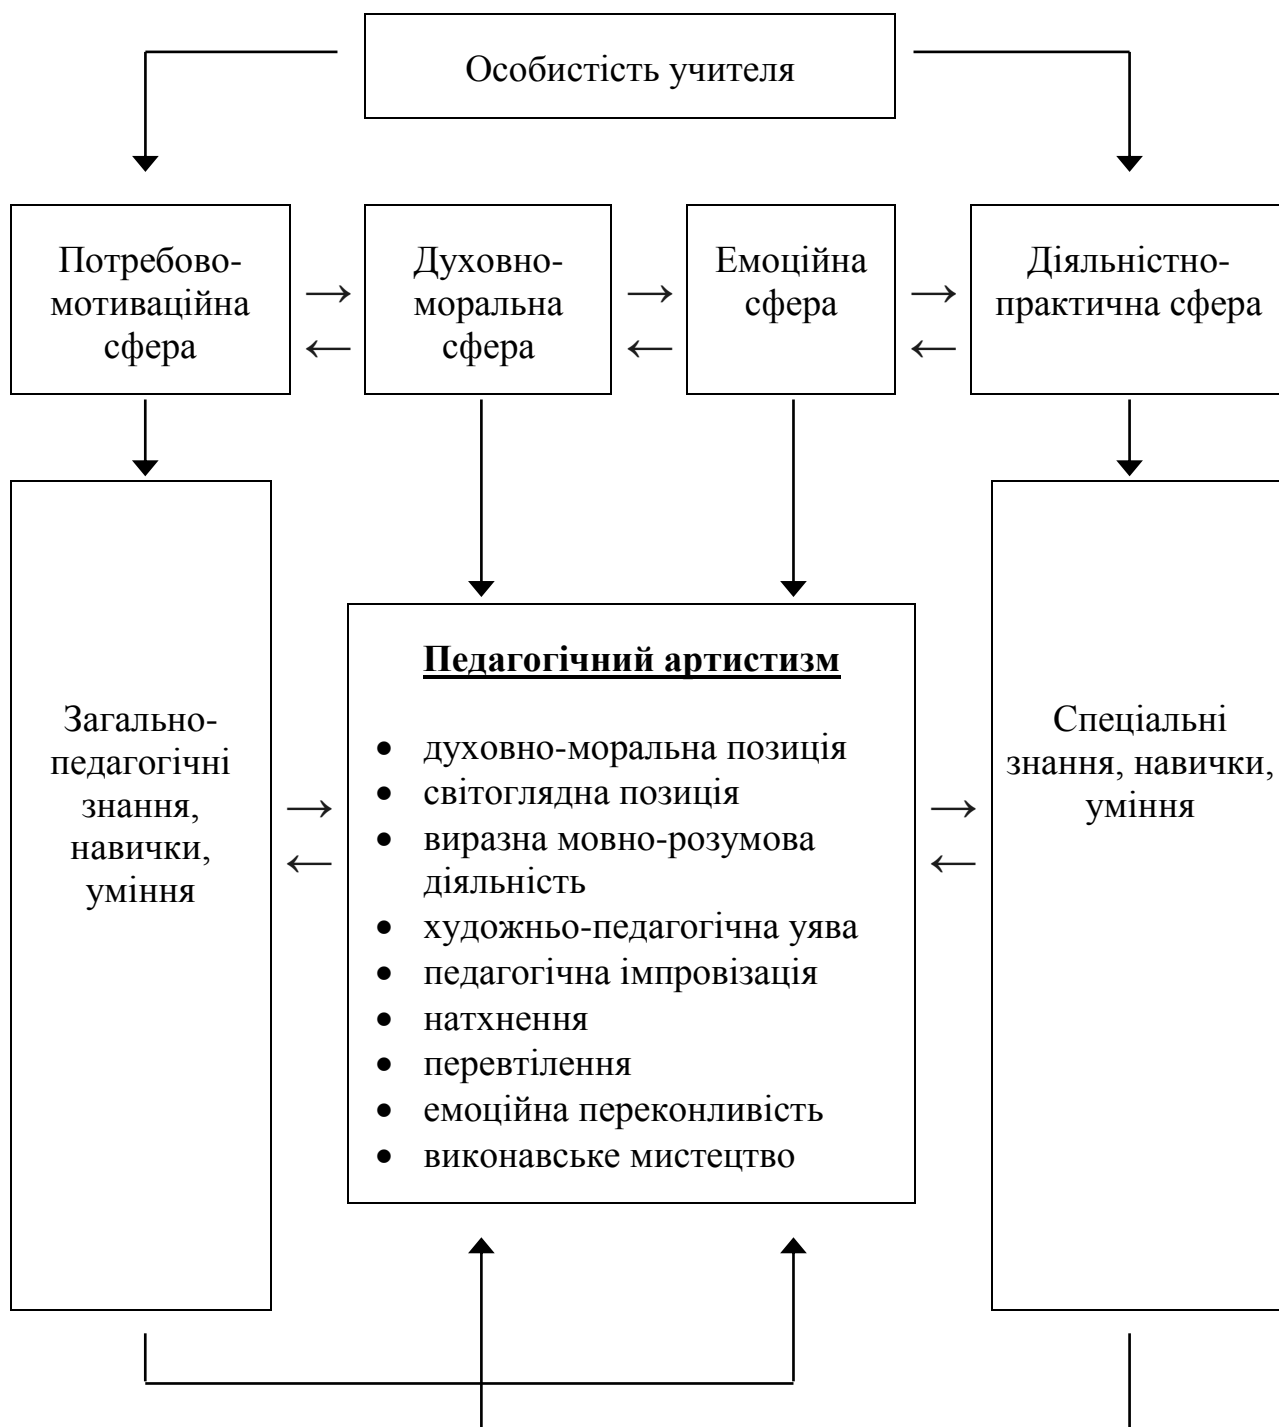 Особистість учителя
Потребово-
мотиваційна
сфера
Духовно-
моральна
сфера
Емоційна
сфера
Діяльністно-
практична сфера
Загально-
педагогічні
знання,
навички,
уміння
Педагогічний артистизм
• духовно-моральна позиція
• світоглядна позиція
• виразна мовно-розумова
діяльність
• художньо-педагогічна уява
• педагогічна імпровізація
• натхнення
• перевтілення
• емоційна переконливість
• виконавське мистецтво
Спеціальні
знання, навички,
уміння